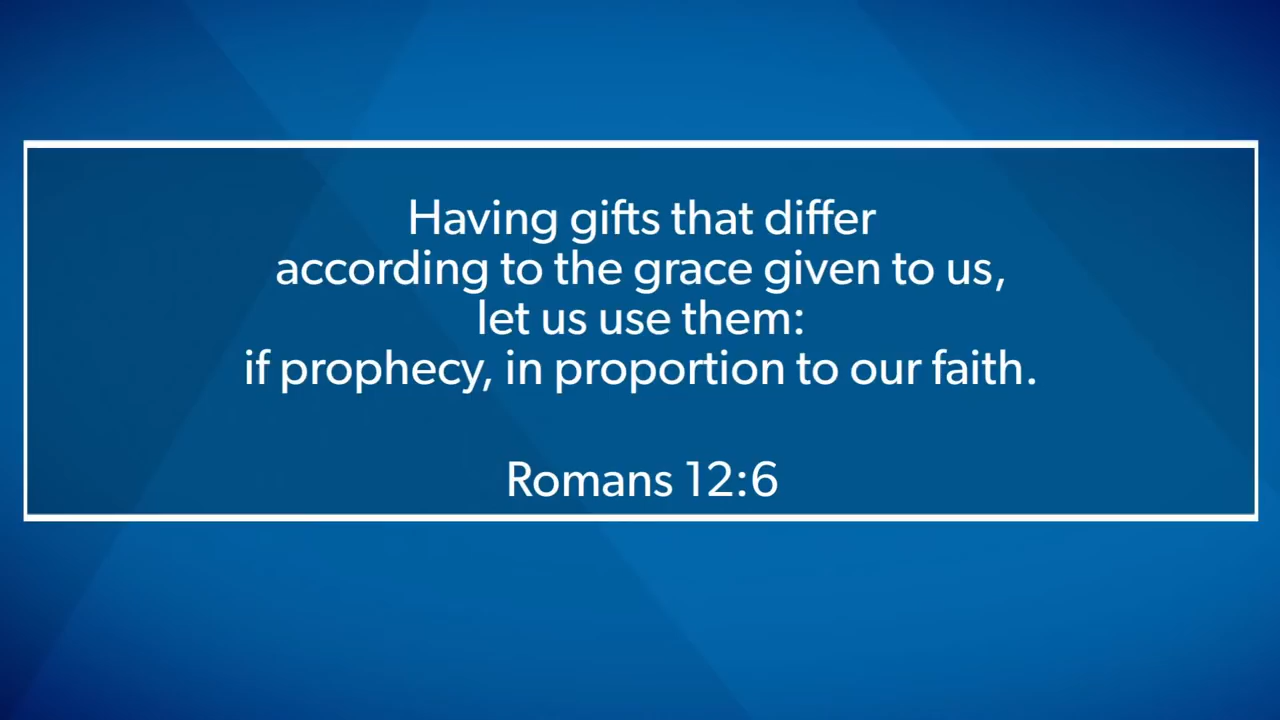 Having gifts that differ
according to the grace given to us,
let us use them:
if prophecy, in proportion to our faith.
Romans 12:6